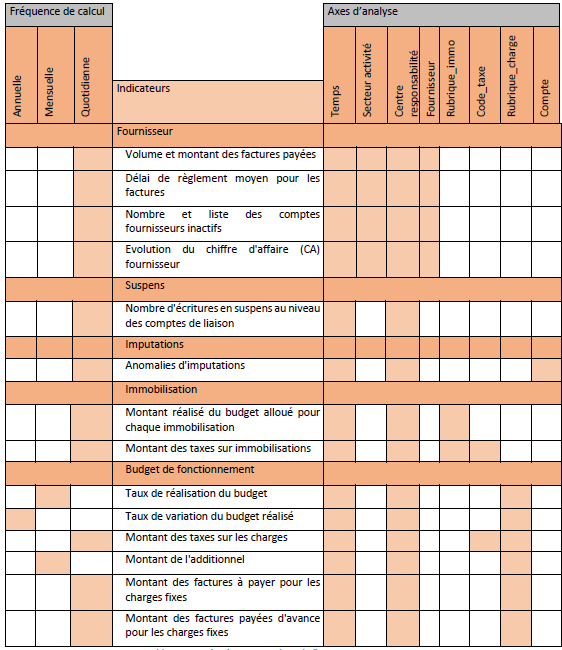 Fréquence de calcul
Axes d'analyse
Annuelle
Mensuelle
Quotidienne
Indicateurs
Temps
Secteur activité
Centre
responsabilité
Fournisseur
Rubrique_immo
Code_taxe
Rubrique_charge
Compte
Fournisseur
Volume et montant des factures payées
Délai de règlement moyen pour les
factures
Nombre et liste des comptes
fournisseurs inactifs
Evolution du chiffre d'affaire (CA)
fournisseur
Suspens
Nombre d'écritures en suspens au niveau
des comptes de liaison
Imputations
Anomalies d'imputations
Immobilisation
Montant réalisé du budget alloué pour
chaque immobilisation
Montant des taxes sur immobilisations
Budget de fonctionnement
Taux de réalisation du budget
Taux de variation du budget réalisé
Montant des taxes sur les charges
Montant de l'additionnel
Montant des factures à payer pour les
charges fixes
Montant des factures payées d'avance
pour les charges fixes